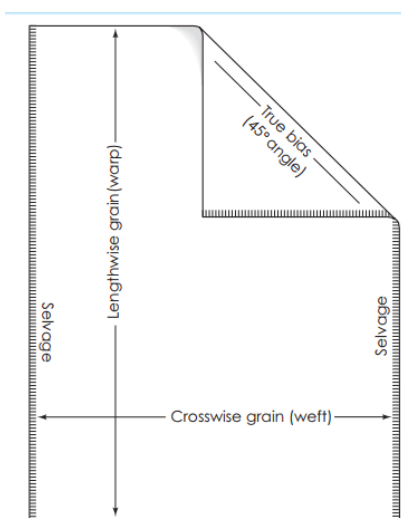 True bias
(45° angle)
Lengthwise grain (warp)
Selvage
Selvage
Crosswise grain (weft)